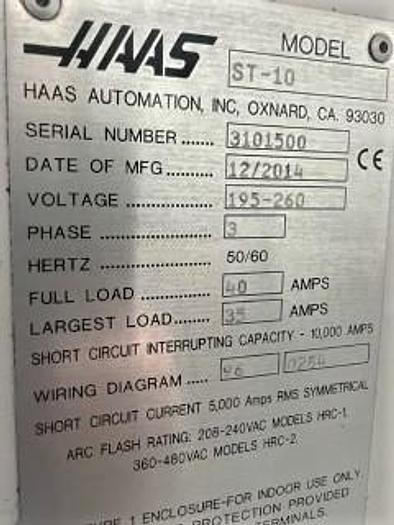 HAAS
MODEL ST-10
HAAS AUTOMATION, INC, OXNARD, CA. 93030
SERIAL NUMBER ....... 3101500
DATE OF MFG .......... 12/2014 CE
VOLTAGE .................. 195-260
PHASE ........................ 3
HERTZ ........................ 50/60
FULL LOAD ............... 40 AMPS
LARGEST LOAD........ 35 AMPS
SHORT CIRCUIT INTERRUPTING CAPACITY - 10,000 AMPS
WIRING DIAGRAM ..... 96 0254
SHORT CIRCUIT CURRENT 5,000 Amps RMS SYMMETRICAL
ARC FLASH RATING: 208-240VAC MODELS HRC-1,
360-480VAC MODELS HRC-2.
1 ENCLOSURE-FOR INDOOR USE ONLY.
PROTECTION PROVIDED
TERMINALS.